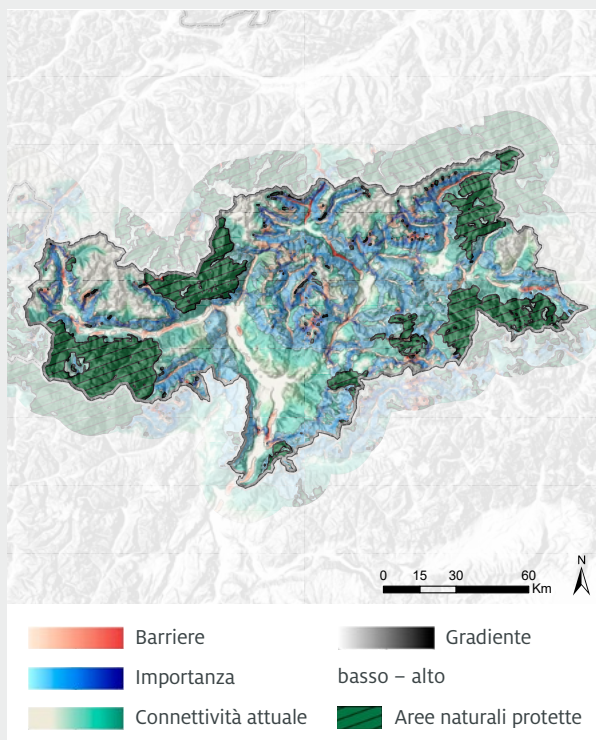 N
0 15 30 60
Km
Barriere
Gradiente
Importanza
basso – alto
Connettività attuale
Aree naturali protette